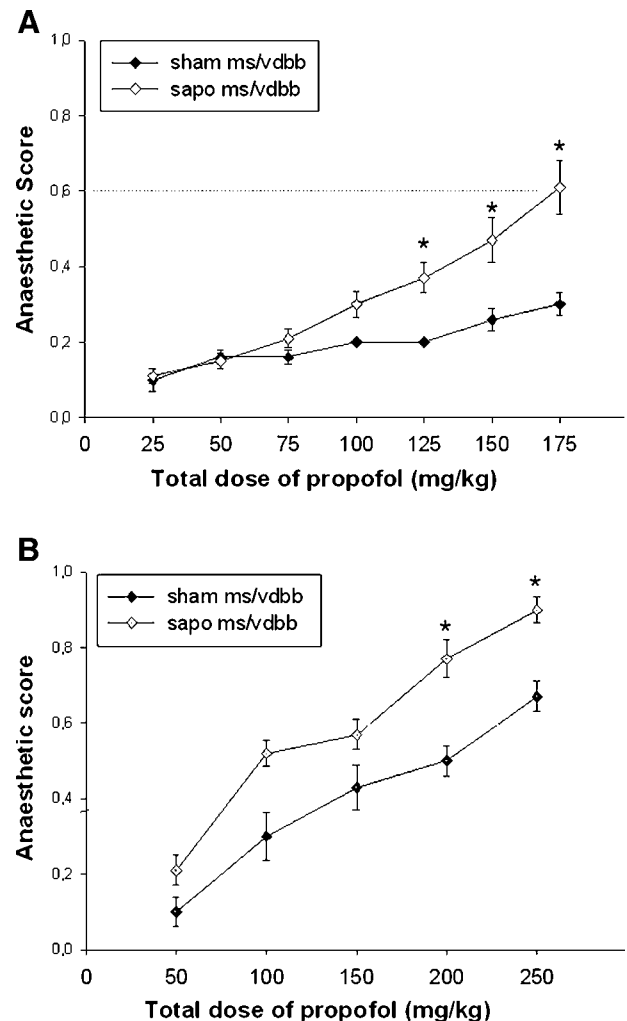 A
1,0
0,8
0,6
0,4
0,2
0,0
Anaesthetic Score
sham ms/vdbb
sapo ms/vdbb
*
*
*
0 25 50 75 100 125 150 175
Total dose of propofol (mg/kg)
B
1,0
0,8
0,6
0,4
0,2
0,0
Anaesthetic score
sham ms/vdbb
sapo ms/vdbb
*
*
0 50 100 150 200 250
Total dose of propofol (mg/kg)